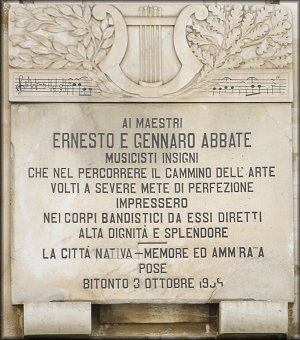 AI MAESTRI
ERNESTO E GENNARO ABBATE
MUSICISTI INSIGNI
CHE NEL PERCORRERE IL CAMMINO DELL'ARTE
VOLTI A SEVERE METE DI PERFEZIONE
IMPRESSERO
NEI CORPI BANDISTICI DA ESSI DIRETTI
ALTA DIGNITÀ E SPLENDORE
LA CITTÀ NATIVA – MEMORE ED AMMIRATA
POSE
BITONTO 3 OTTOBRE 1954